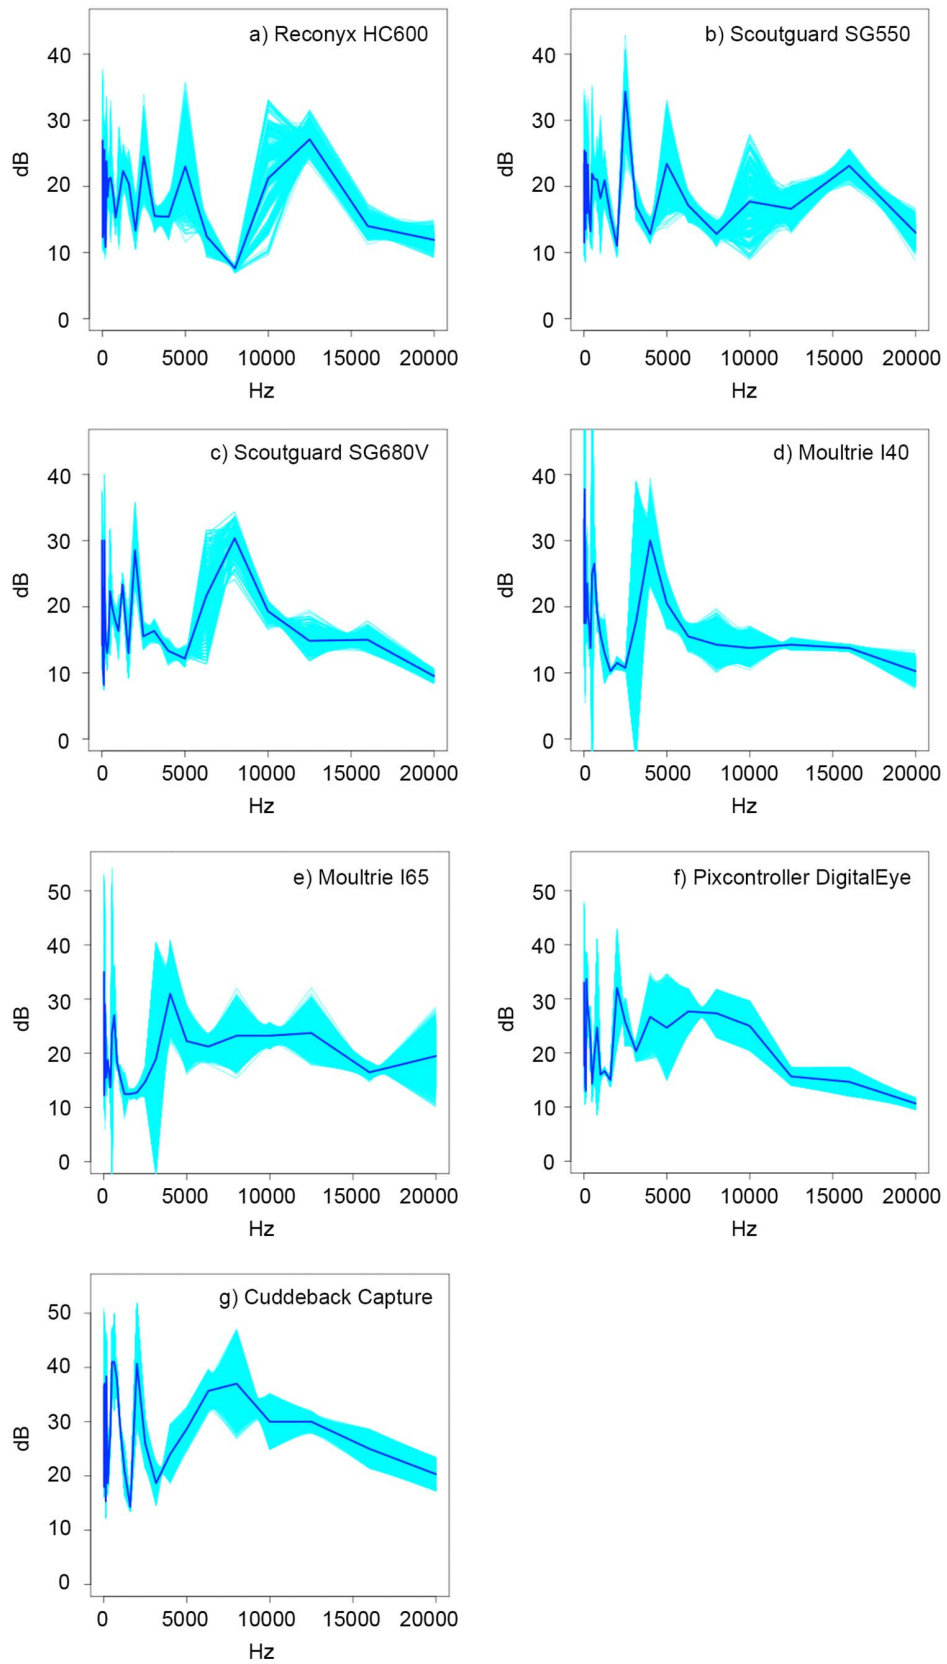 a) Reconyx HC600
40
30
20
10
0
dB
0 5000 10000 15000 20000
Hz
b) Scoutguard SG550
40
30
20
10
0
dB
0 5000 10000 15000 20000
Hz
c) Scoutguard SG680V
40
30
20
10
0
dB
0 5000 10000 15000 20000
Hz
d) Moultrie I40
40
30
20
10
0
dB
0 5000 10000 15000 20000
Hz
e) Moultrie I65
50
40
30
20
10
0
dB
0 5000 10000 15000 20000
Hz
f) Pixcontroller DigitalEye
50
40
30
20
10
0
dB
0 5000 10000 15000 20000
Hz
g) Cuddeback Capture
50
40
30
20
10
0
dB
0 5000 10000 15000 20000
Hz